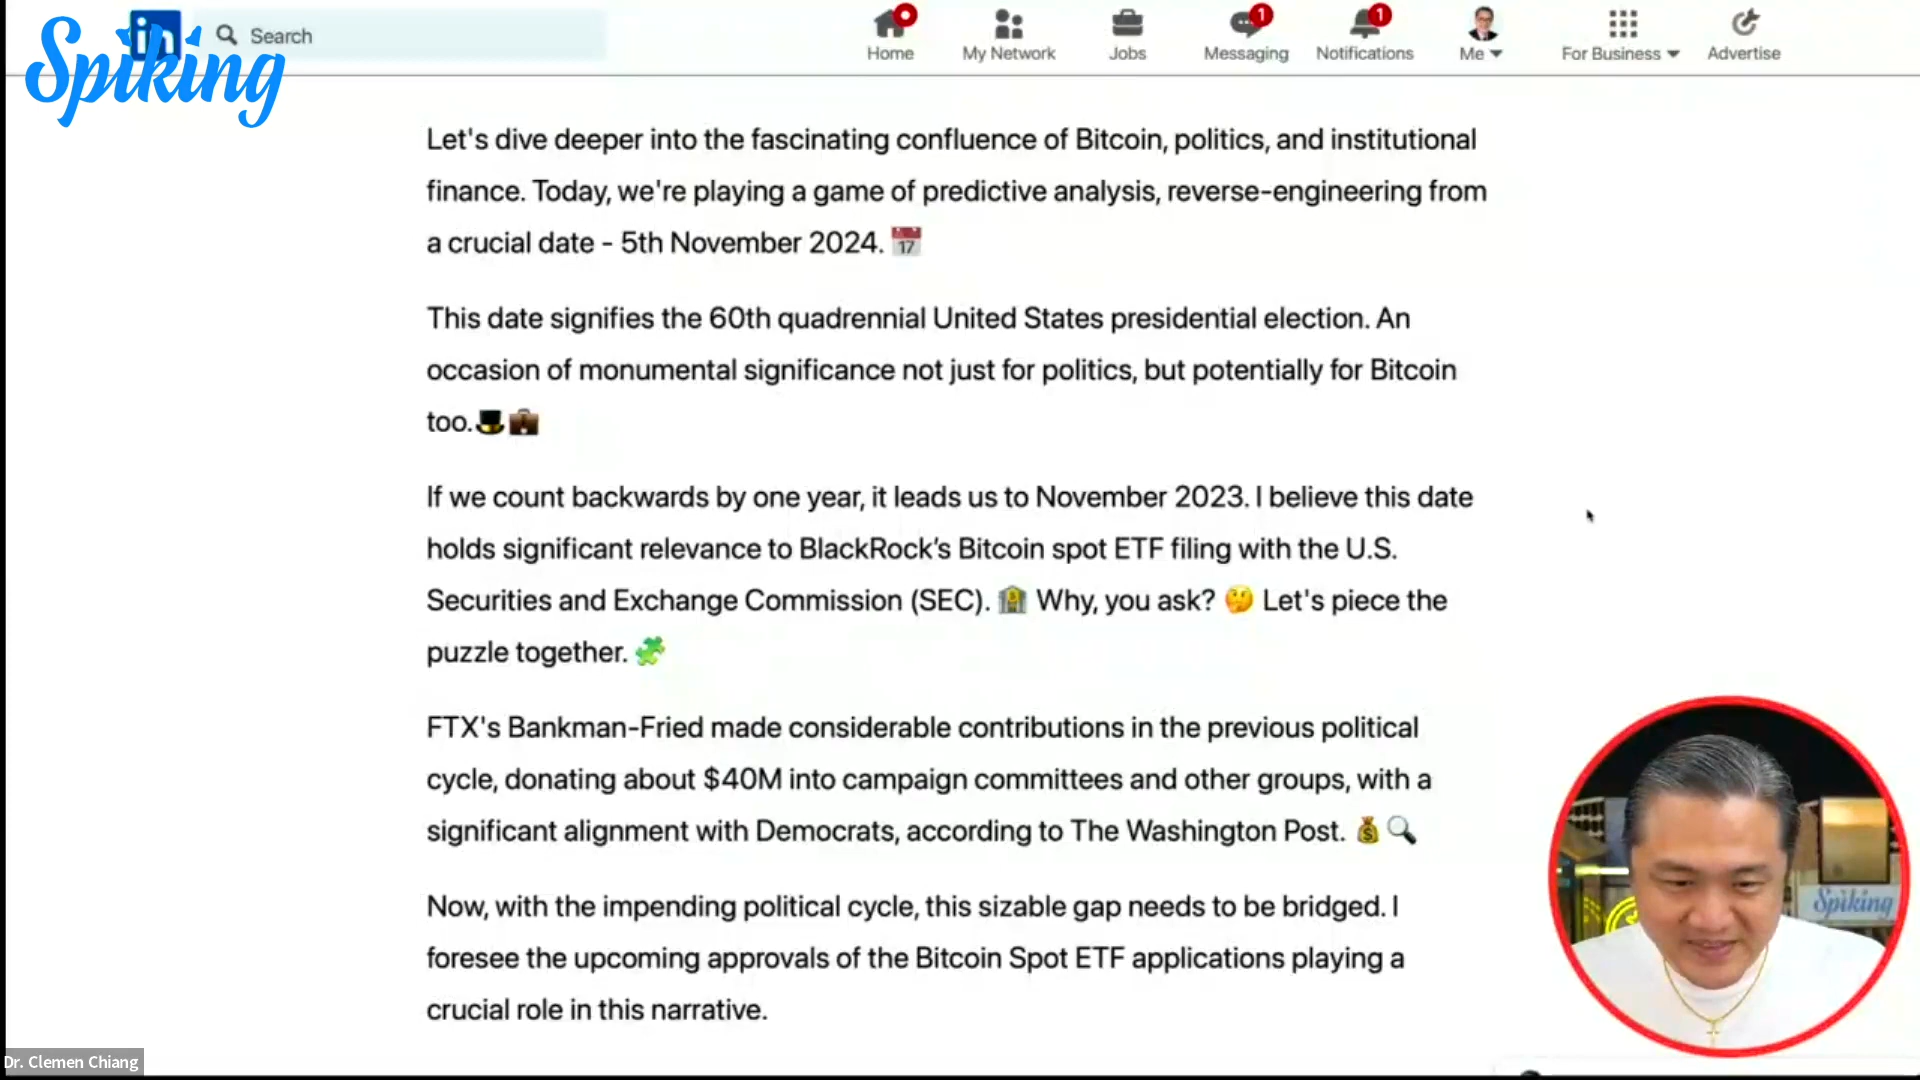 Spiking
in
Search
Home
My Network
Jobs
1
Messaging
1
Notifications
Me
For Business
Advertise
Let's dive deeper into the fascinating confluence of Bitcoin, politics, and institutional
finance. Today, we're playing a game of predictive analysis, reverse-engineering from
a crucial date - 5th November 2024. 📅
This date signifies the 60th quadrennial United States presidential election. An
occasion of monumental significance not just for politics, but potentially for Bitcoin
too.🎩💼
If we count backwards by one year, it leads us to November 2023. I believe this date
holds significant relevance to BlackRock’s Bitcoin spot ETF filing with the U.S.
Securities and Exchange Commission (SEC). 🏦 Why, you ask? 🤔 Let's piece the
puzzle together. 🧩
FTX's Bankman-Fried made considerable contributions in the previous political
cycle, donating about $40M into campaign committees and other groups, with a
significant alignment with Democrats, according to The Washington Post. 💰🔍
Now, with the impending political cycle, this sizable gap needs to be bridged. I
foresee the upcoming approvals of the Bitcoin Spot ETF applications playing a
crucial role in this narrative.
Spiking
Dr. Clemen Chiang